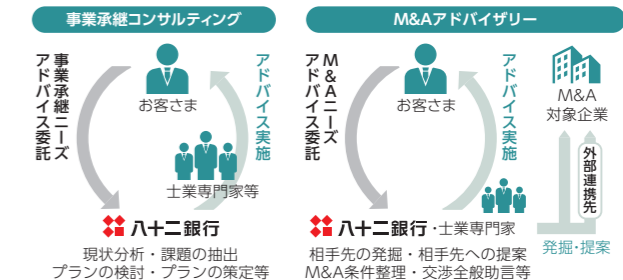 事業承継コンサルティング
事業承継ニーズ
アドバイス委託
お客さま
アドバイス実施
士業専門家等
八十二銀行
現状分析・課題の抽出
プランの検討・プランの策定等
M&Aアドバイザリー
M&Aニーズ
アドバイス委託
お客さま
アドバイス実施
八十二銀行・士業専門家
相手先の発掘・相手先への提案
M&A条件整理・交渉全般助言等
M&A
対象企業
外部連携先
発掘・提案